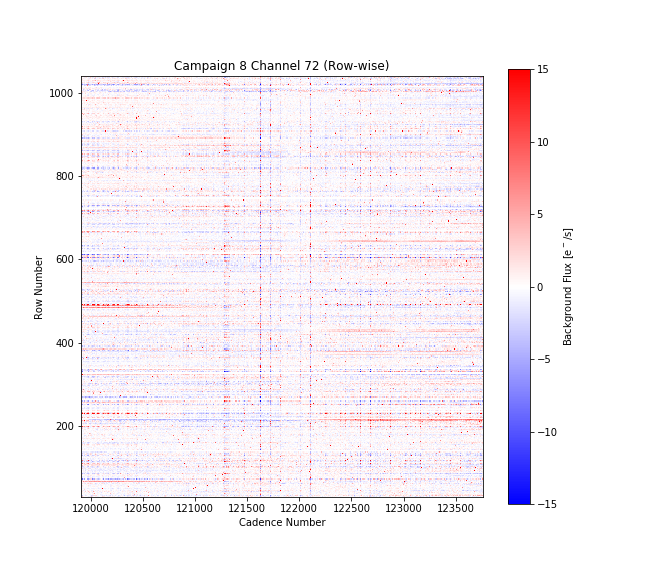 Campaign 8 Channel 72 (Row-wise)
1000
800
600
400
200
Row Number
120000 120500 121000 121500 122000 122500 123000 123500
Cadence Number
15
10
5
0
−5
−10
−15
Background Flux [e⁻/s]